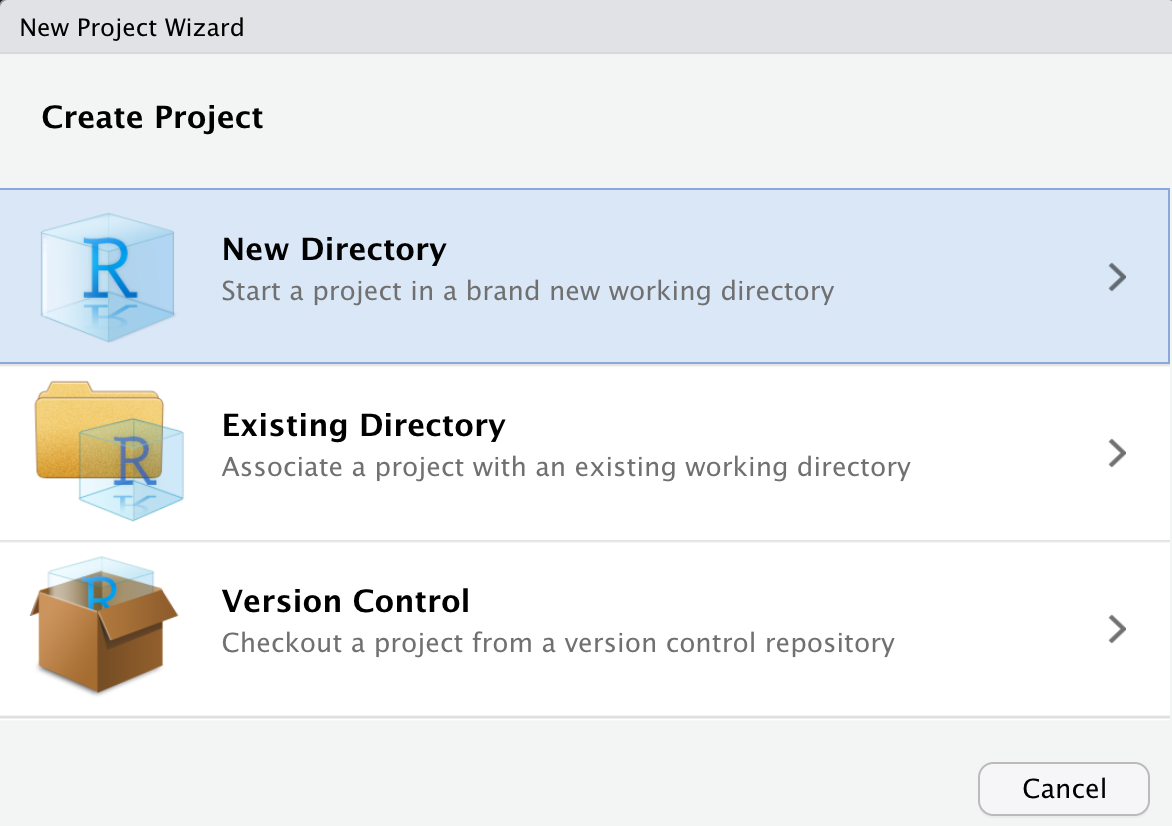 New Project Wizard
Create Project
R
New Directory
Start a project in a brand new working directory
R
Existing Directory
Associate a project with an existing working directory
R
Version Control
Checkout a project from a version control repository
Cancel